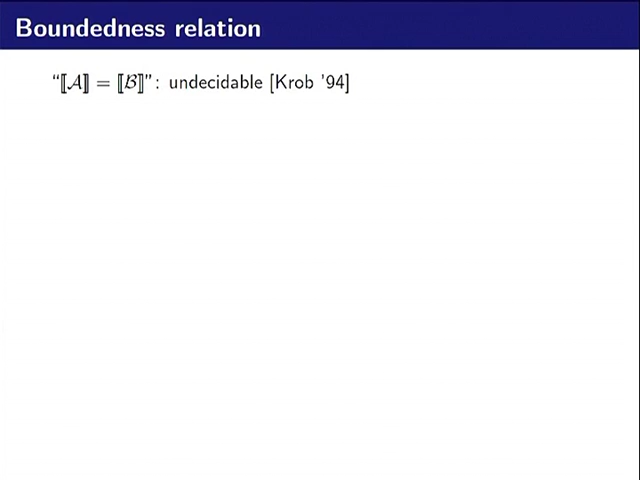 Boundedness relation
“⟦𝒜⟧ = ⟦ℬ⟧”: undecidable [Krob '94]